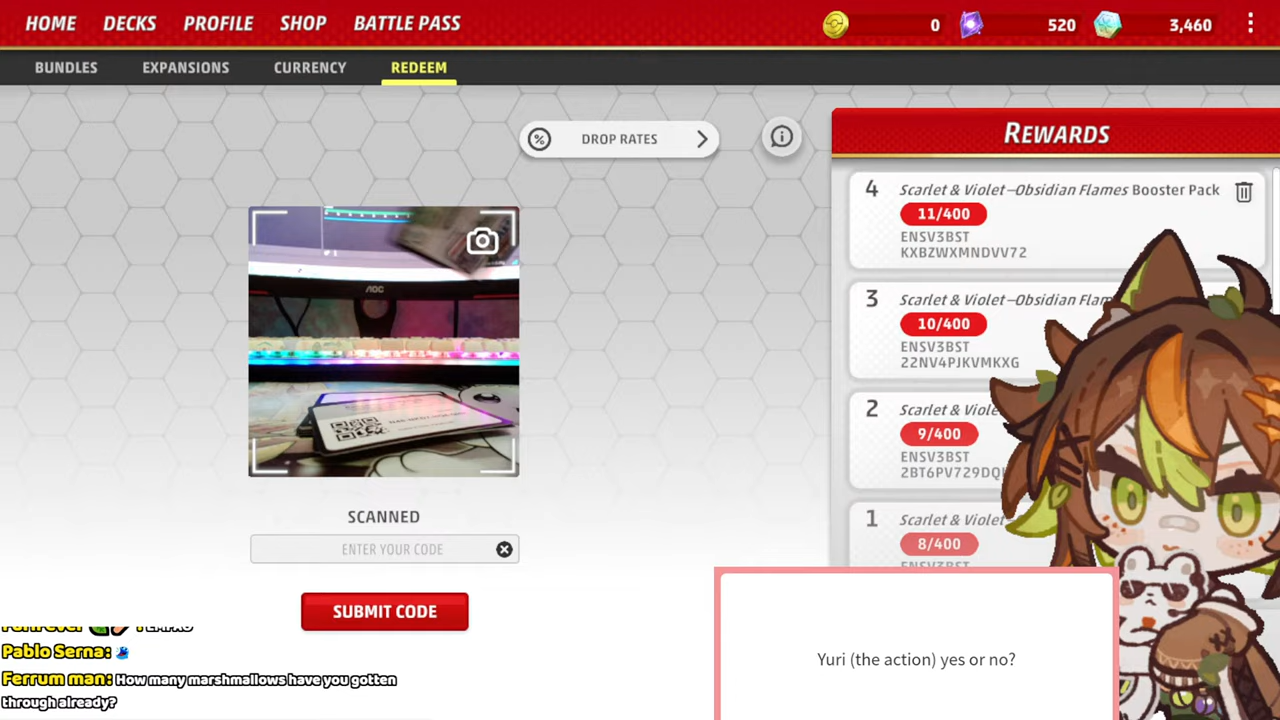 HOME DECKS PROFILE SHOP BATTLE PASS 0 520 3,460
BUNDLES EXPANSIONS CURRENCY REDEEM
DROP RATES
AOC
SCANNED
ENTER YOUR CODE
SUBMIT CODE
REWARDS
4 Scarlet & Violet—Obsidian Flames Booster Pack
11/400
ENSV3BST
KXBZWXMNDVV72
3 Scarlet & Violet—Obsidian Flam
10/400
ENSV3BST
22NV4PJKVMKXG
2 Scarlet & Viole
9/400
ENSV3BST
2BT6PV729DQ
1 Scarlet & Violet—
8/400
ENSV3BST
Pablo Serna:
Ferrum man: How many marshmallows have you gotten
through already?
Yuri (the action) yes or no?